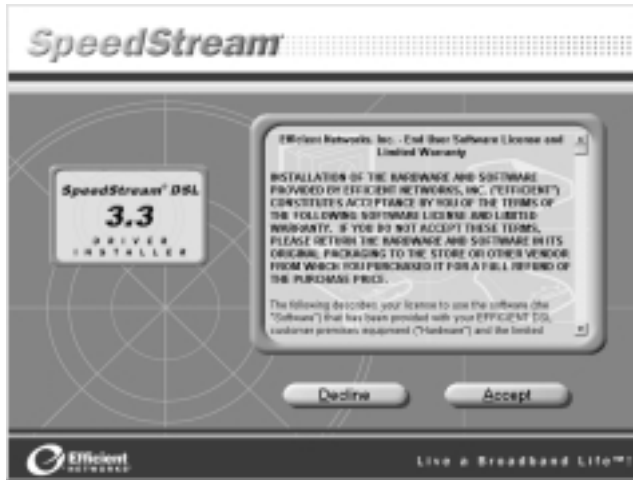 SpeedStream
Efficient Networks, Inc. - End User Software License and
Limited Warranty
INSTALLATION OF THE HARDWARE AND SOFTWARE
PROVIDED BY EFFICIENT NETWORKS, INC. ("EFFICIENT")
CONSTITUTES ACCEPTANCE BY YOU OF THE TERMS OF
THE FOLLOWING SOFTWARE LICENSE AND LIMITED
WARRANTY. IF YOU DO NOT ACCEPT THESE TERMS,
PLEASE RETURN THE HARDWARE AND SOFTWARE IN ITS
ORIGINAL PACKAGING TO THE STORE OR OTHER VENDOR
FROM WHICH YOU PURCHASED IT FOR A FULL REFUND OF
THE PURCHASE PRICE.
The following describes your license to use the software (the
"Software") that has been provided with your EFFICIENT DSL
customer premises equipment ("Hardware") and the limited
SpeedStream® DSL
3.3
DRIVER
INSTALLER
Decline
Accept
Efficient
NETWORKS®
Live a Broadband Life℠!